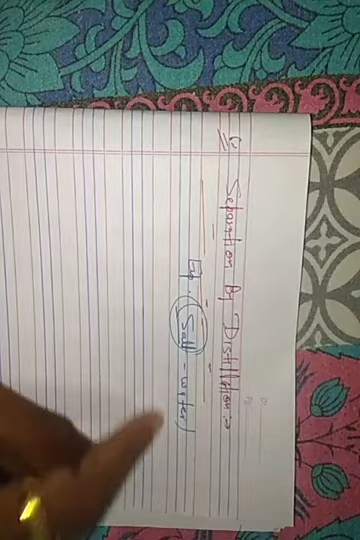 Separation By Distillation :→
Eg. (Salt - water)